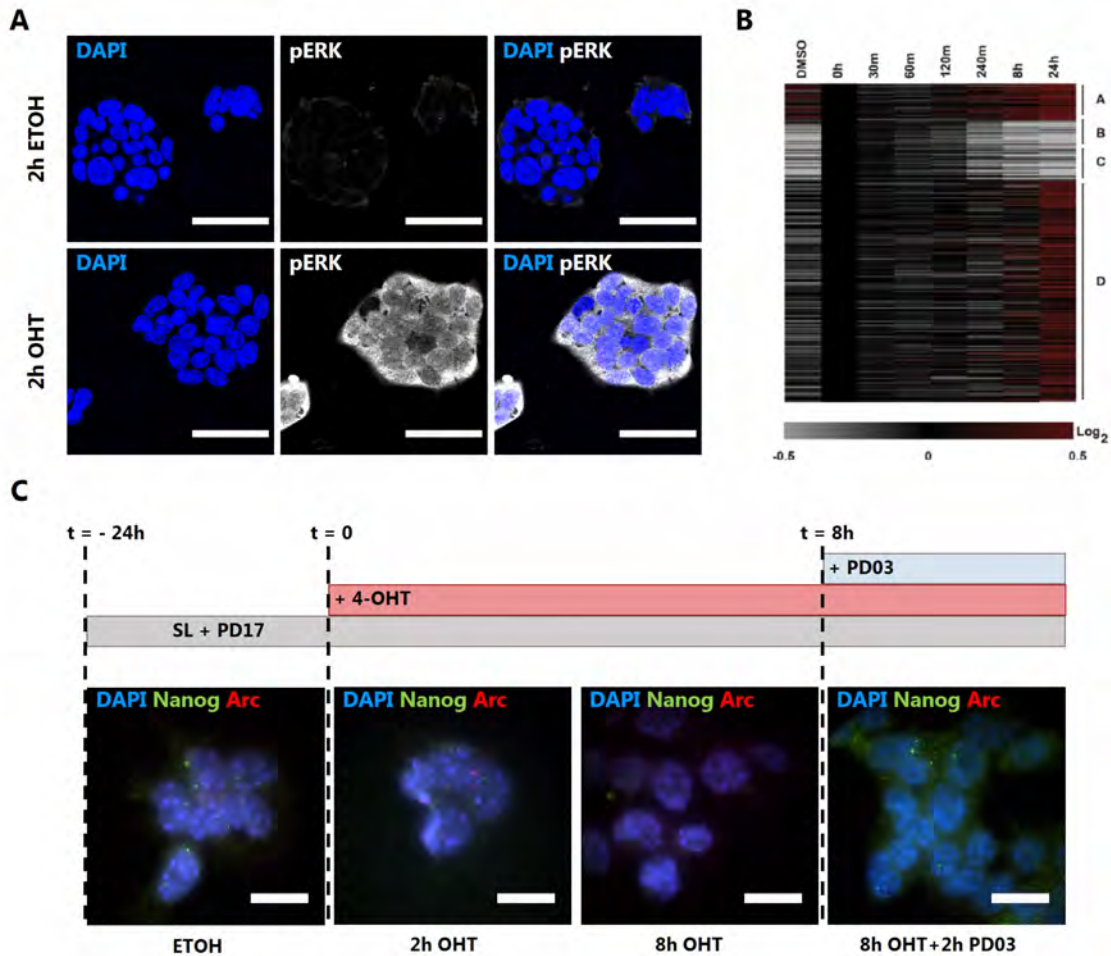 A
B
DAPI
pERK
DAPI pERK
2h ETOH
DMSO
0h
30m
60m
120m
240m
8h
24h
A
B
C
D
DAPI
pERK
DAPI pERK
2h OHT
Log2
-0.5
0
0.5
C
t = - 24h
t = 0
t = 8h
+ PD03
+ 4-OHT
SL + PD17
DAPI Nanog Arc
DAPI Nanog Arc
DAPI Nanog Arc
DAPI Nanog Arc
ETOH
2h OHT
8h OHT
8h OHT+2h PD03